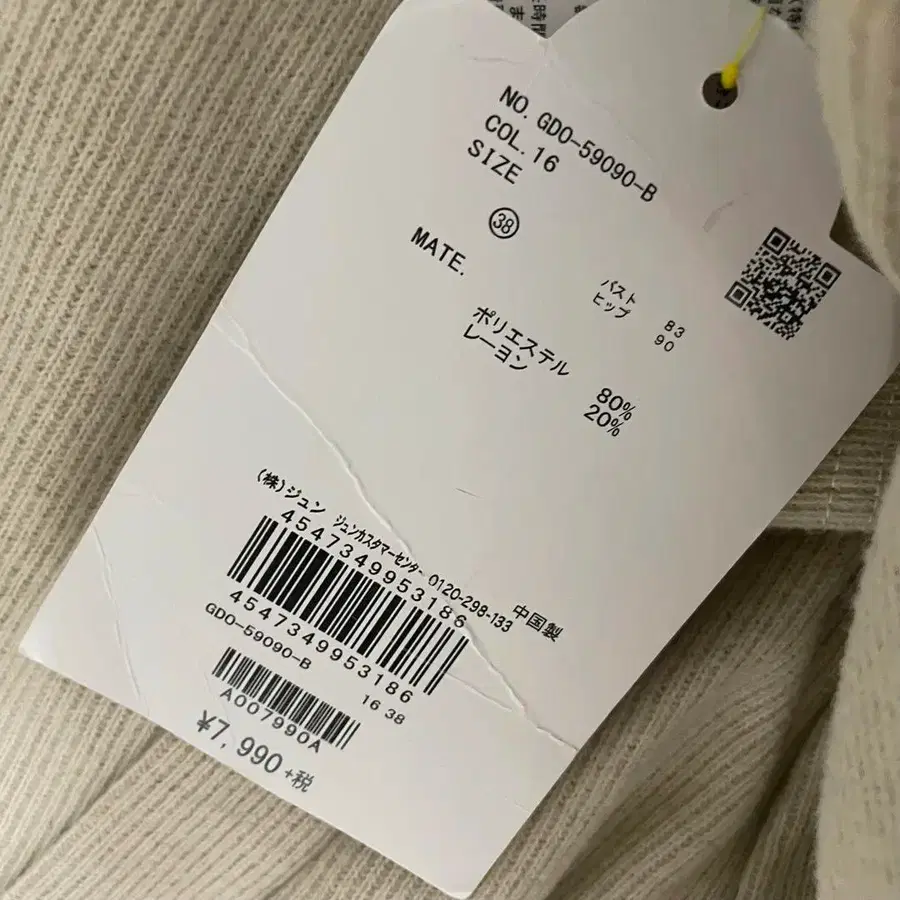 NO. GDO-59090-B
COL. 16
SIZE
38
MATE.
バスト 83
ヒップ 90
ポリエステル 80%
レーヨン 20%
中国製
(株)ジュン ジュンカスタマーセンター 0120-298-133
4547349953186
4547349953186
GDO-59090-B 16 38
A007990A
¥7,990+税